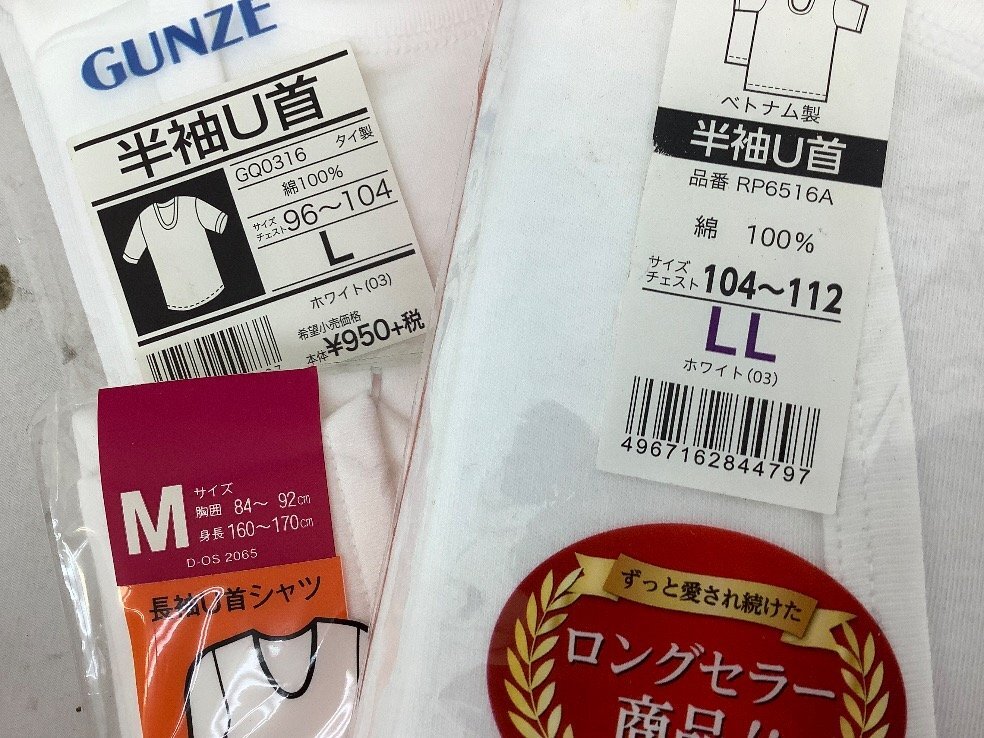 GUNZE
半袖U首
GQ0316 タイ製
綿100%
サイズ
チェスト 96～104
L
ホワイト(03)
希望小売価格
本体¥950+税
M
サイズ
胸囲 84～ 92cm
身長 160～170cm
D-OS 2065
長袖U首シャツ
ベトナム製
半袖U首
品番 RP6516A
綿 100%
サイズ
チェスト 104～112
LL
ホワイト(03)
4967162844797
ずっと愛され続けた
ロングセラー
商品!!